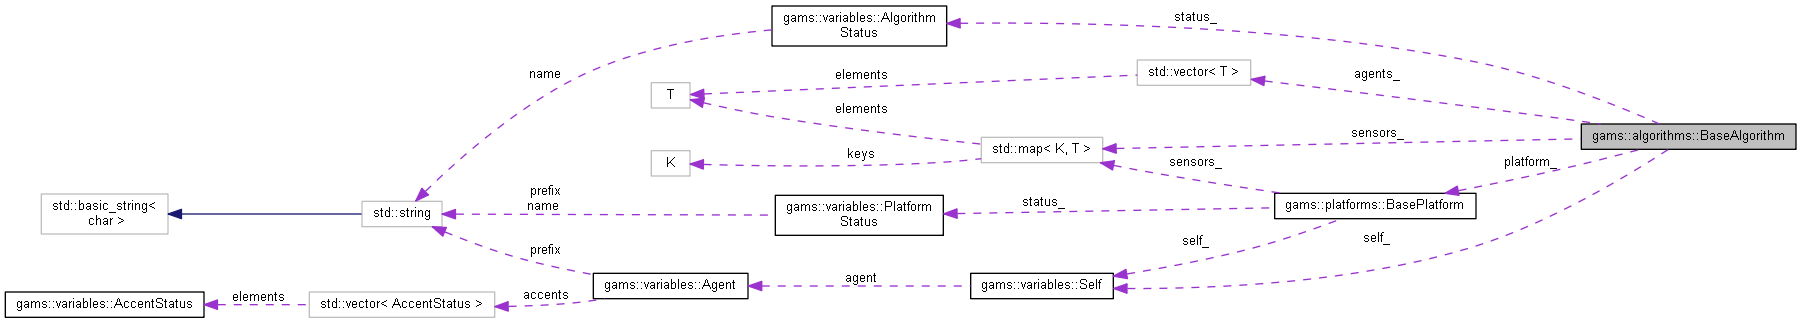 gams::variables::Algorithm
Status
status_
name
std::vector< T >
agents_
elements
T
elements
sensors_
gams::algorithms::BaseAlgorithm
std::map< K, T >
keys
K
sensors_
platform_
prefix
name
std::basic_string<
char >
std::string
gams::variables::Platform
Status
status_
gams::platforms::BasePlatform
self_
self_
prefix
agent
gams::variables::Agent
gams::variables::Self
accents
elements
gams::variables::AccentStatus
std::vector< AccentStatus >